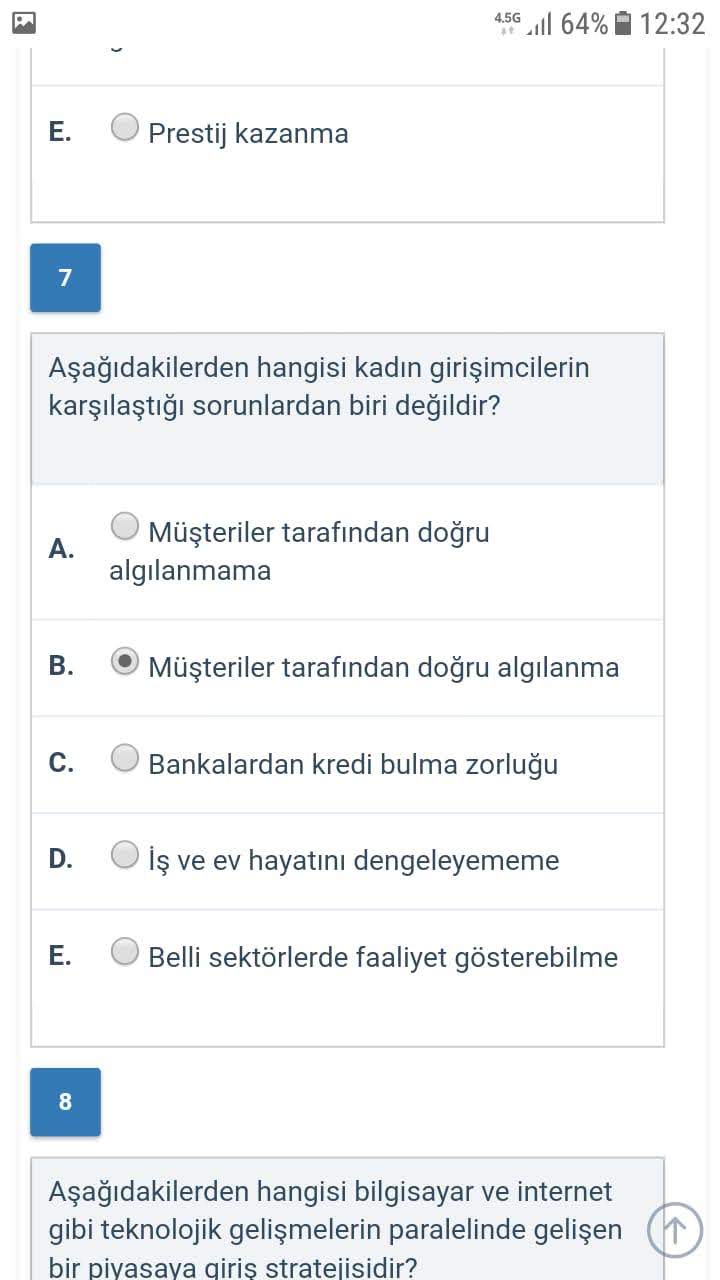 4.5G 64% 12:32
E. Prestij kazanma
7
Aşağıdakilerden hangisi kadın girişimcilerin
karşılaştığı sorunlardan biri değildir?
A. Müşteriler tarafından doğru
algılanmama
B. Müşteriler tarafından doğru algılanma
C. Bankalardan kredi bulma zorluğu
D. İş ve ev hayatını dengeleyememe
E. Belli sektörlerde faaliyet gösterebilme
8
Aşağıdakilerden hangisi bilgisayar ve internet
gibi teknolojik gelişmelerin paralelinde gelişen
bir piyasaya giriş stratejisidir?